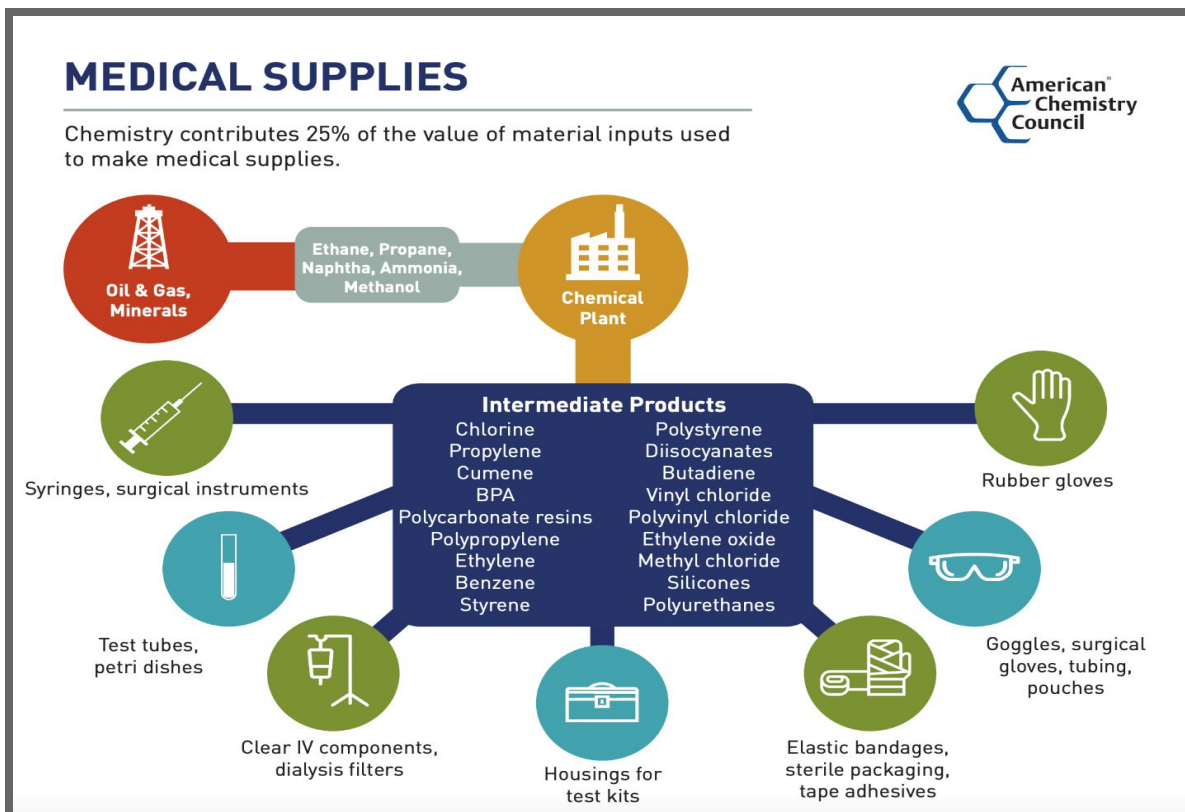 MEDICAL SUPPLIES
American®
Chemistry
Council
Chemistry contributes 25% of the value of material inputs used
to make medical supplies.
Oil & Gas,
Minerals
Ethane, Propane,
Naphtha, Ammonia,
Methanol
Chemical
Plant
Intermediate Products
Chlorine
Propylene
Cumene
BPA
Polycarbonate resins
Polypropylene
Ethylene
Benzene
Styrene
Polystyrene
Diisocyanates
Butadiene
Vinyl chloride
Polyvinyl chloride
Ethylene oxide
Methyl chloride
Silicones
Polyurethanes
Syringes, surgical instruments
Rubber gloves
Test tubes,
petri dishes
Goggles, surgical
gloves, tubing,
pouches
Clear IV components,
dialysis filters
Housings for
test kits
Elastic bandages,
sterile packaging,
tape adhesives